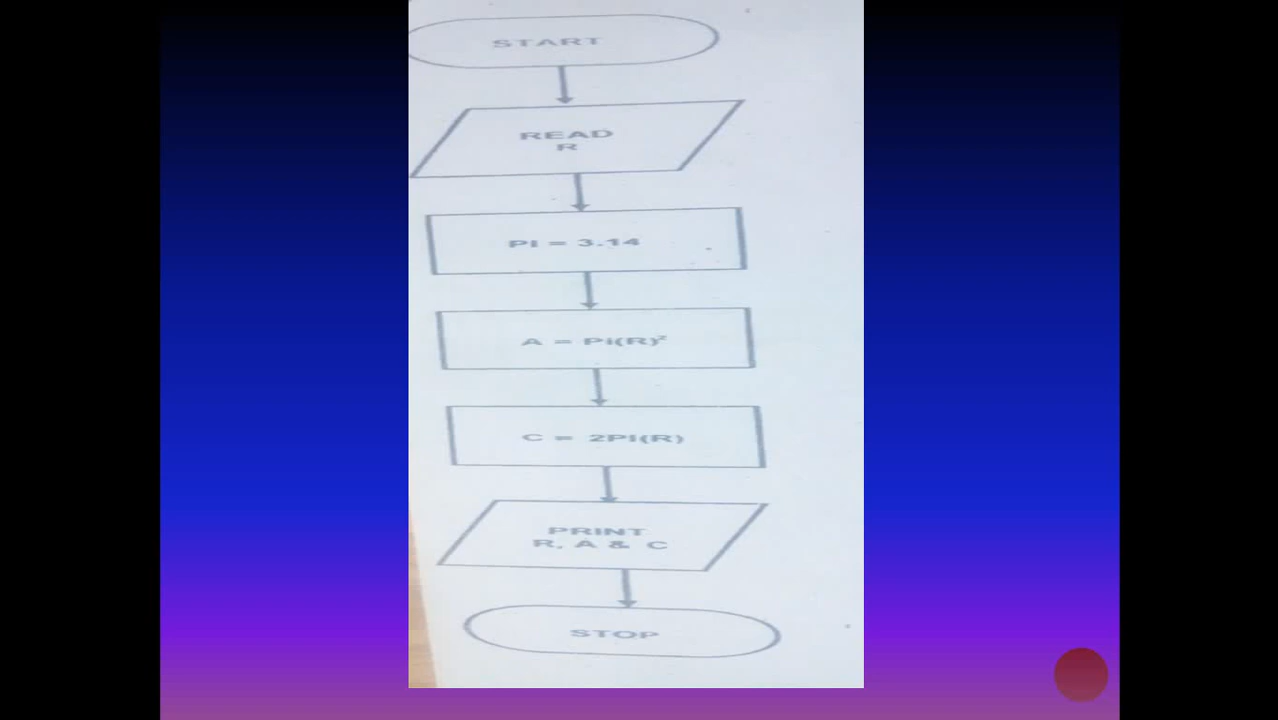 START
READ
R
PI = 3.14
A = PI(R)²
C = 2PI(R)
PRINT
R, A & C
STOP